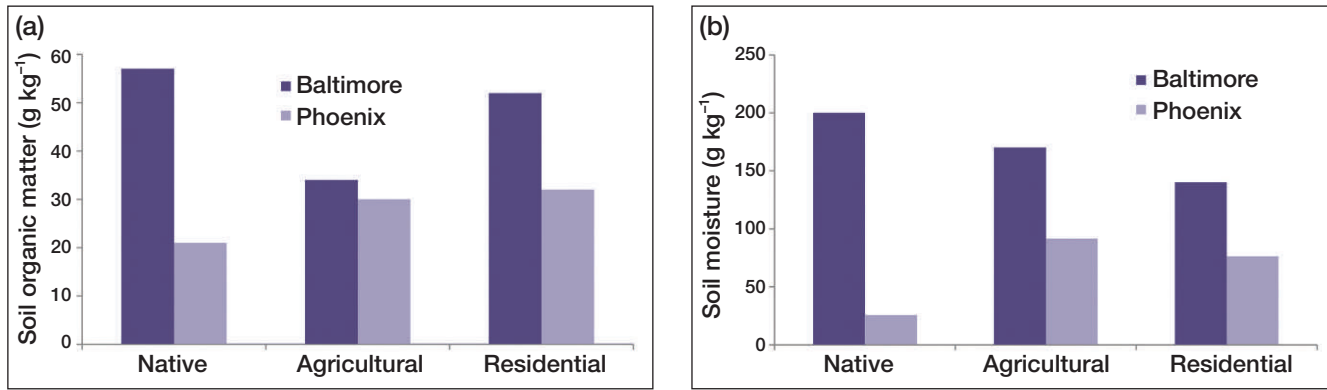 (a)
Soil organic matter (g kg⁻¹)
60
50
40
30
20
10
0
Baltimore
Phoenix
Native Agricultural Residential
(b)
Soil moisture (g kg⁻¹)
250
200
150
100
50
0
Baltimore
Phoenix
Native Agricultural Residential